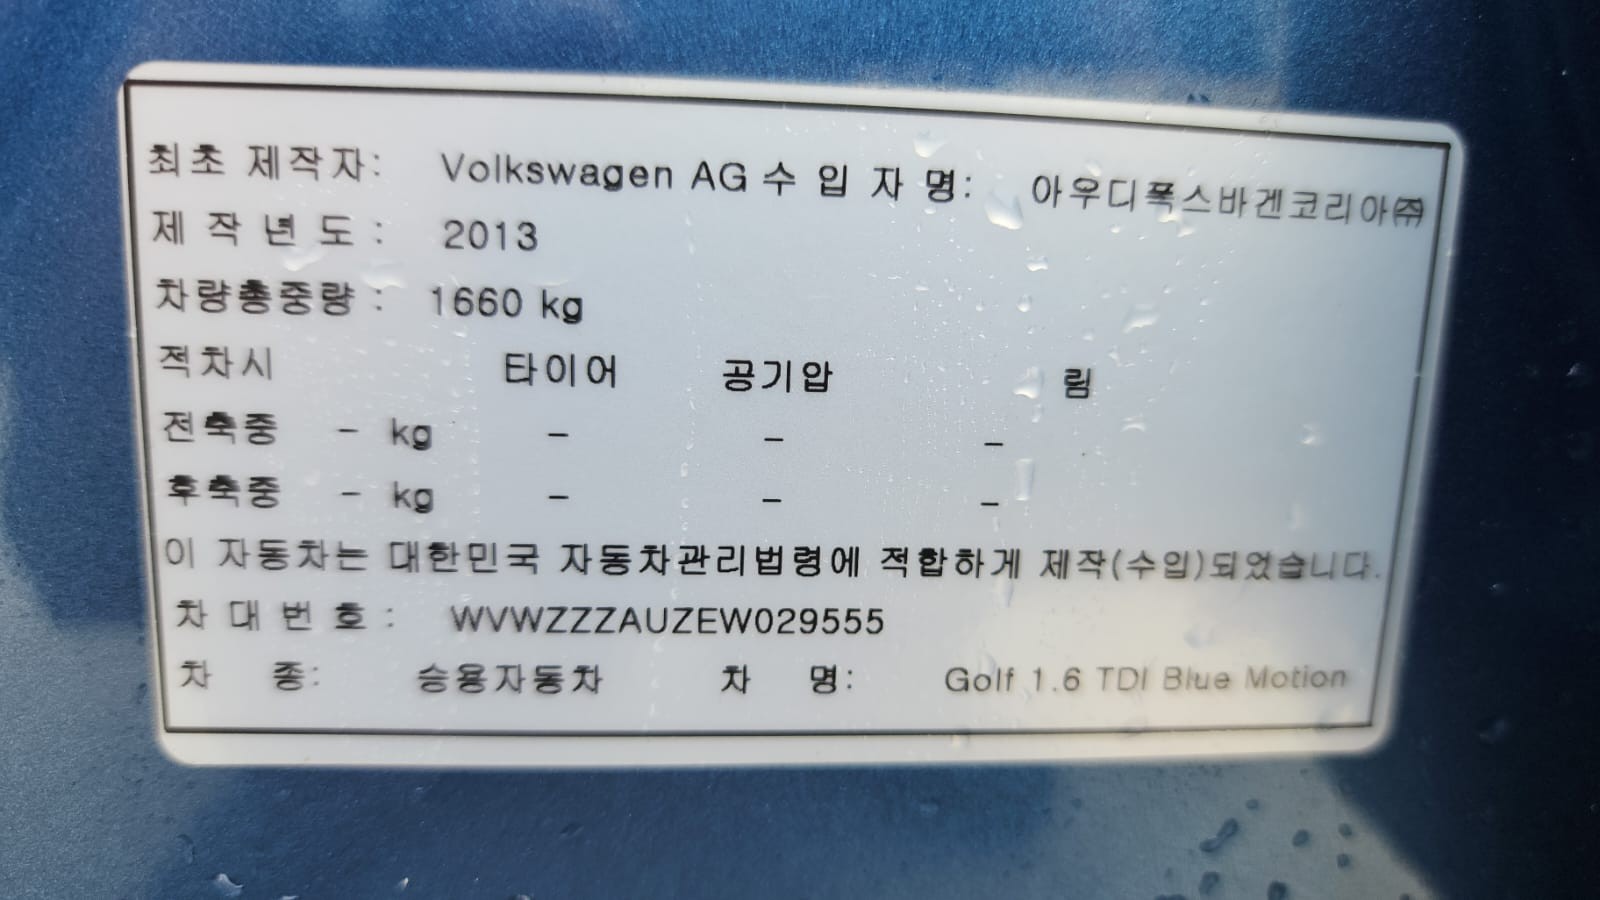 최초 제작자: Volkswagen AG 수 입 자 명: 아우디폭스바겐코리아㈜
제 작 년 도 : 2013
차량총중량 : 1660 kg
적차시 타이어 공기압 림
전축중 - kg - - -
후축중 - kg - - -
이 자동차는 대한민국 자동차관리법령에 적합하게 제작(수입)되었습니다.
차 대 번 호 : WVWZZZAUZEW029555
차 종: 승용자동차 차 명: Golf 1.6 TDI Blue Motion